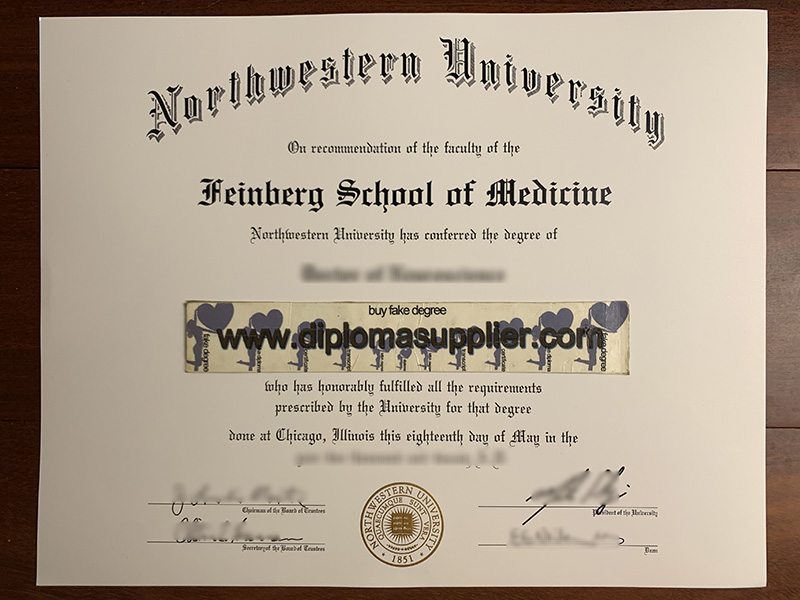 Northwestern University
On recommendation of the faculty of the
Feinberg School of Medicine
Northwestern University has conferred the degree of
buy fake degree
www.diplomasupplier.com
who has honorably fulfilled all the requirements
prescribed by the University for that degree
done at Chicago, Illinois this eighteenth day of May in the
Chairman of the Board of Trustees
President of the University
Secretary of the Board of Trustees
Dean
NORTHWESTERN UNIVERSITY
QUAECUMQUE SUNT VERA
1851